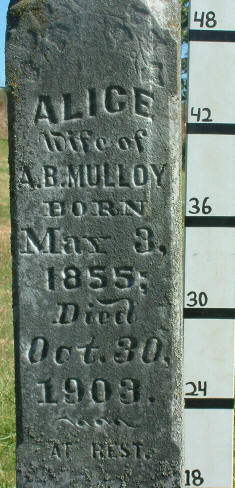 ALICE
Wife of
A.B. MULLOY
BORN
May 3,
1855;
Died
Oct. 30,
1903.
AT REST.
48
42
36
30
24
18